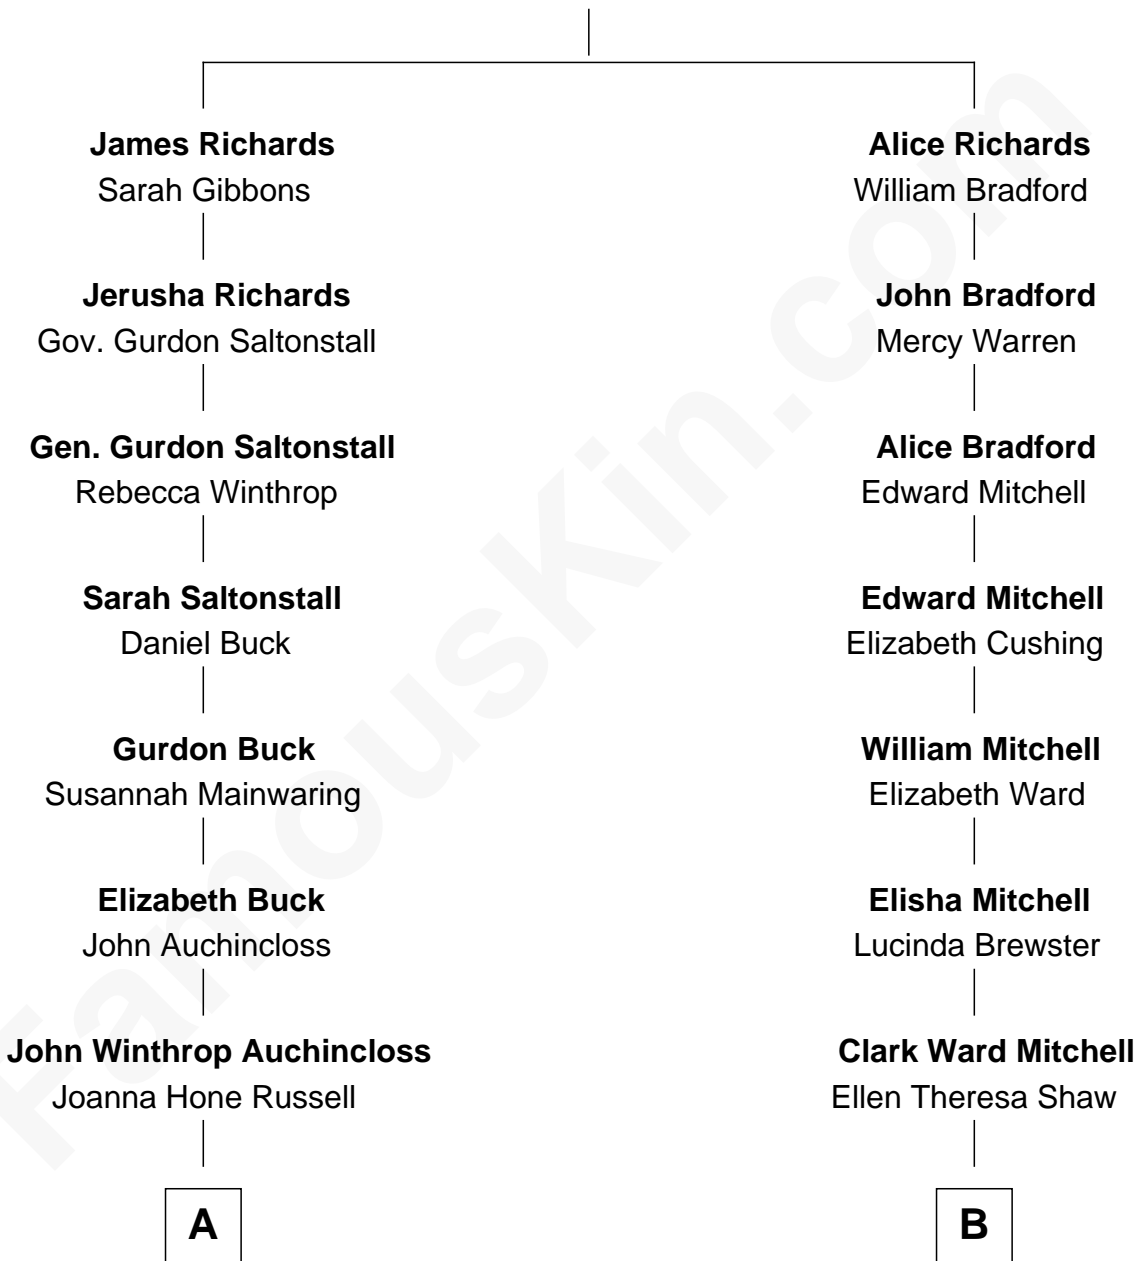 James Richards
Sarah Gibbons
Jerusha Richards
Gov. Gurdon Saltonstall
Gen. Gurdon Saltonstall
Rebecca Winthrop
Sarah Saltonstall
Daniel Buck
Gurdon Buck
Susannah Mainwaring
Elizabeth Buck
John Auchincloss
John Winthrop Auchincloss
Joanna Hone Russell
A
Alice Richards
William Bradford
John Bradford
Mercy Warren
Alice Bradford
Edward Mitchell
Edward Mitchell
Elizabeth Cushing
William Mitchell
Elizabeth Ward
Elisha Mitchell
Lucinda Brewster
Clark Ward Mitchell
Ellen Theresa Shaw
B
FamousKin.com